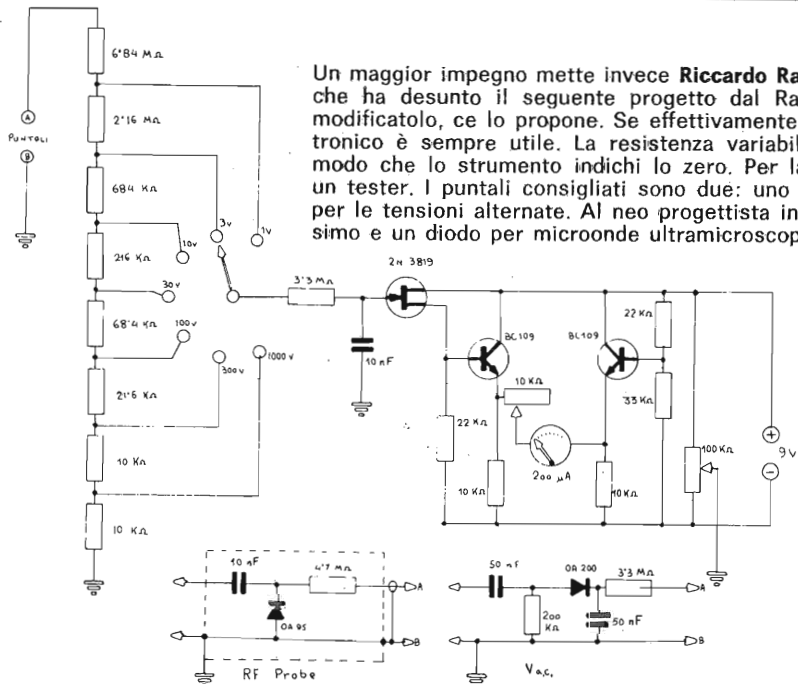 Un maggior impegno mette invece Riccardo Ra
che ha desunto il seguente progetto dal Ra
modificatolo, ce lo propone. Se effettivamente
tronico è sempre utile. La resistenza variabil
modo che lo strumento indichi lo zero. Per la
un tester. I puntali consigliati sono due: uno
per le tensioni alternate. Al neo progettista in
simo e un diodo per microonde ultramicroscop
6·84 MΩ
A
PUNTALI
B
2·16 MΩ
684 KΩ
216 KΩ
68·4 KΩ
21·6 KΩ
10 KΩ
10 KΩ
3v
1v
10v
30v
100v
300v
1000v
3·3 MΩ
10 nF
2N 3819
BC109
BC109
22 KΩ
33 KΩ
10 KΩ
22 KΩ
200 µA
10 KΩ
10 KΩ
100 KΩ
+
9v
−
10 nF
4·7 MΩ
A
OA 95
B
RF Probe
50 nF
OA 200
3·3 MΩ
A
200 KΩ
50 nF
B
Va.c.